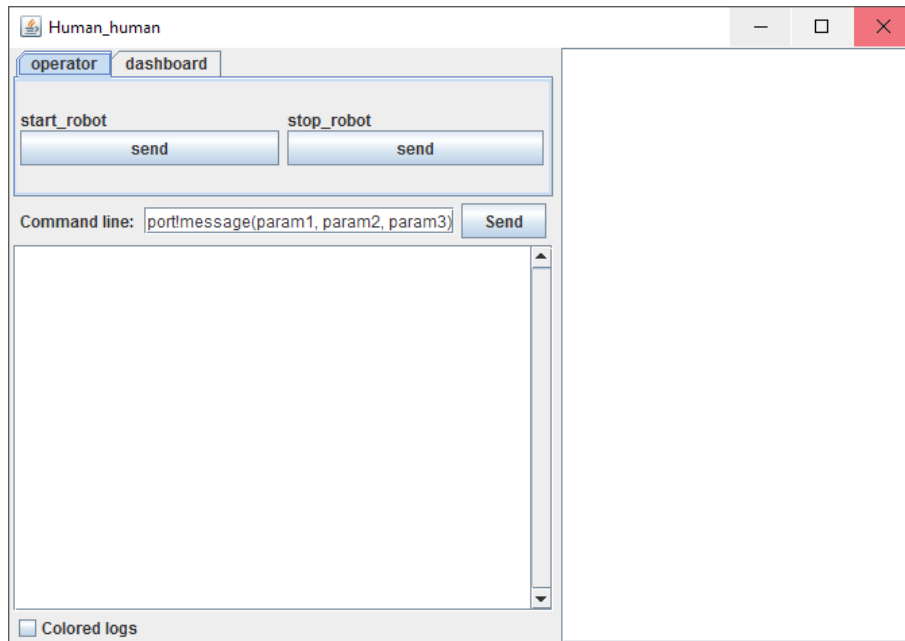 Human_human
operator dashboard
start_robot stop_robot
send send
Command line: port!message(param1, param2, param3) Send
Colored logs